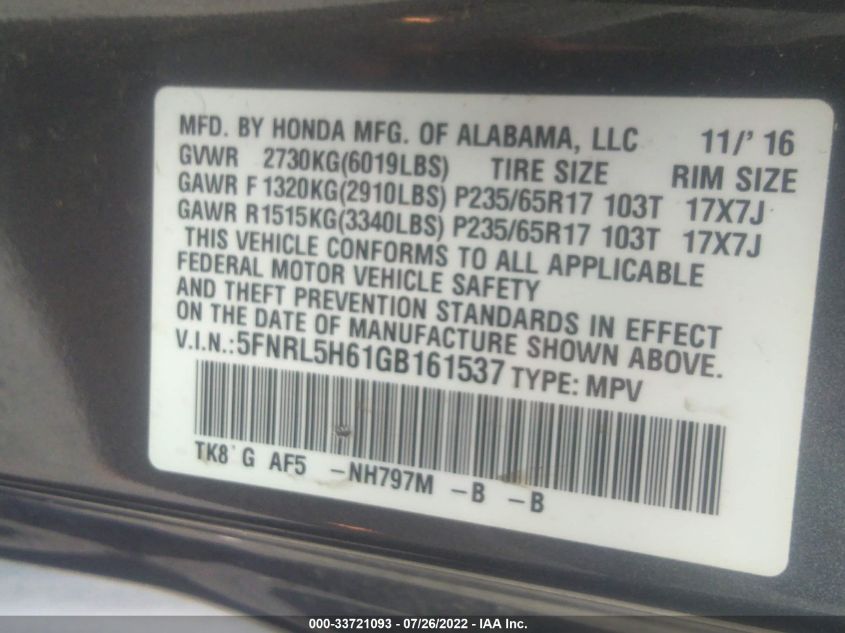 MFD. BY HONDA MFG. OF ALABAMA, LLC 11/'16
GVWR 2730KG(6019LBS) TIRE SIZE RIM SIZE
GAWR F 1320KG(2910LBS) P235/65R17 103T 17X7J
GAWR R1515KG(3340LBS) P235/65R17 103T 17X7J
THIS VEHICLE CONFORMS TO ALL APPLICABLE
FEDERAL MOTOR VEHICLE SAFETY
AND THEFT PREVENTION STANDARDS IN EFFECT
ON THE DATE OF MANUFACTURE SHOWN ABOVE.
V.I.N.:5FNRL5H61GB161537 TYPE: MPV
TK8 G AF5 -NH797M -B -B
000-33721093 - 07/26/2022 - IAA Inc.